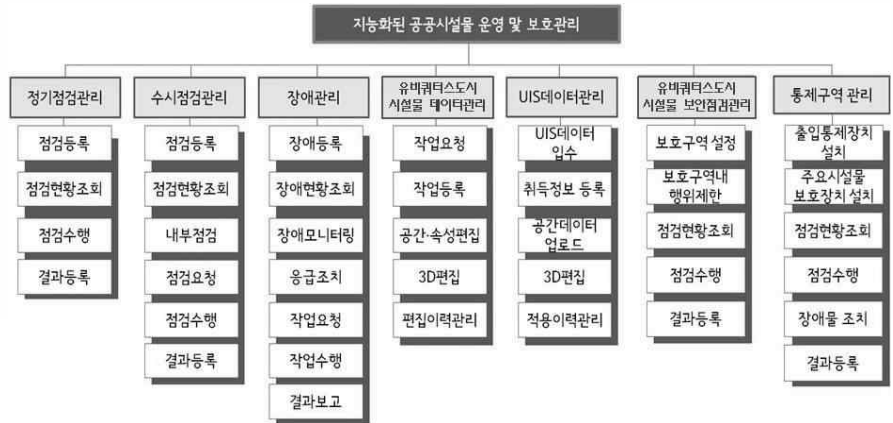 지능화된 공공시설물 운영 및 보호관리
정기점검관리
점검등록
점검현황조회
점검수행
결과등록
수시점검관리
점검등록
점검현황조회
내부점검
점검요청
점검수행
결과등록
장애관리
장애등록
장애현황조회
장애모니터링
응급조치
작업요청
작업수행
결과보고
유비쿼터스도시
시설물 데이터관리
작업요청
작업등록
공간·속성편집
3D편집
편집이력관리
UIS데이터관리
UIS데이터
입수
취득정보 등록
공간데이터
업로드
3D편집
적용이력관리
유비쿼터스도시
시설물 보안점검관리
보호구역 설정
보호구역내
행위제한
점검현황조회
점검수행
결과등록
통제구역 관리
출입통제장치
설치
주요시설물
보호장치 설치
점검현황조회
점검수행
장애물 조치
결과등록